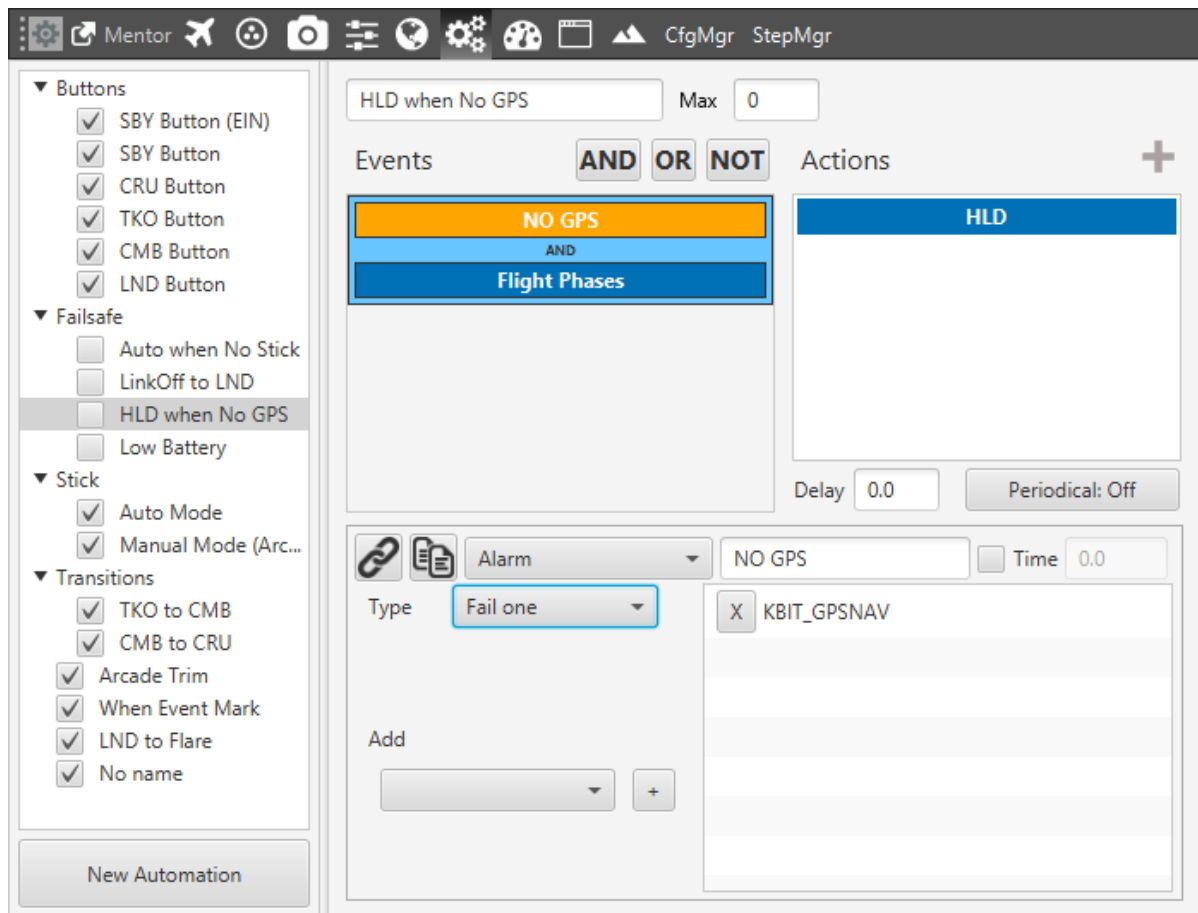 Mentor CfgMgr StepMgr
Buttons
SBY Button (EIN)
SBY Button
CRU Button
TKO Button
CMB Button
LND Button
Failsafe
Auto when No Stick
LinkOff to LND
HLD when No GPS
Low Battery
Stick
Auto Mode
Manual Mode (Arc...
Transitions
TKO to CMB
CMB to CRU
Arcade Trim
When Event Mark
LND to Flare
No name
New Automation
HLD when No GPS Max 0
Events AND OR NOT Actions
NO GPS
AND
Flight Phases
HLD
Delay 0.0 Periodical: Off
Alarm NO GPS Time 0.0
Type Fail one X KBIT_GPSNAV
Add
+